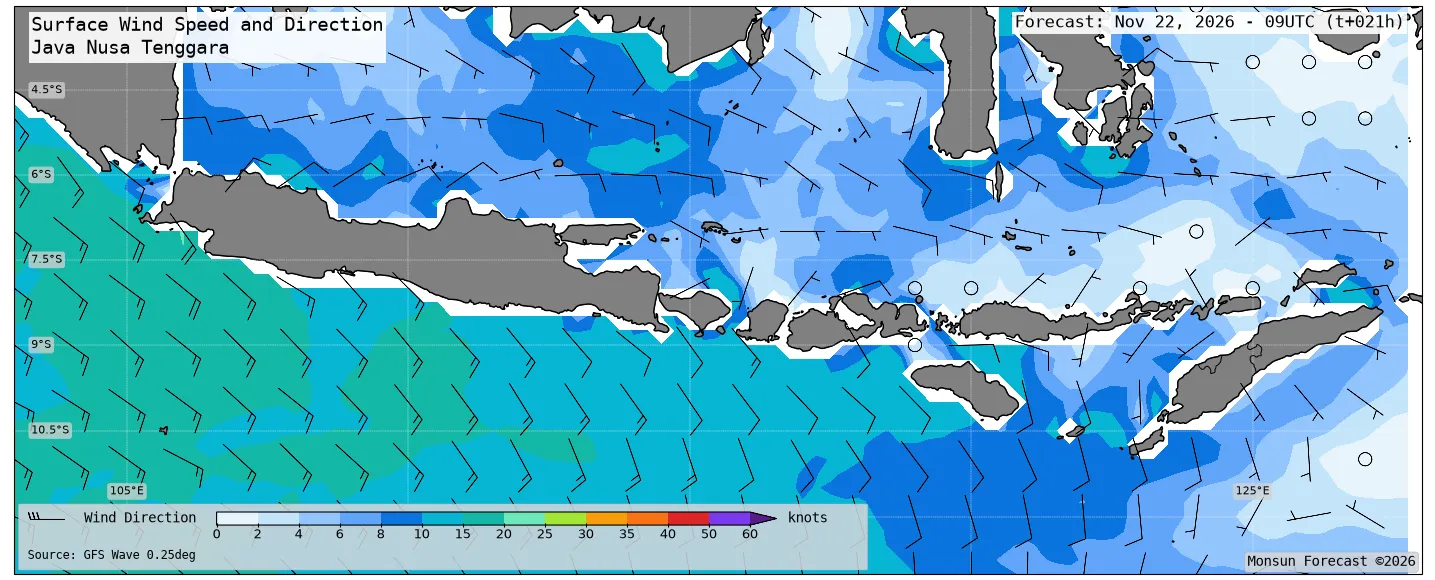 Surface Wind Speed and Direction
Java Nusa Tenggara
Forecast: Nov 22, 2026 - 09UTC (t+021h)
4.5°S
6°S
7.5°S
9°S
10.5°S
105°E
125°E
Wind Direction
0 2 4 6 8 10 15 20 25 30 35 40 50 60
knots
Source: GFS Wave 0.25deg
Monsun Forecast ©2026